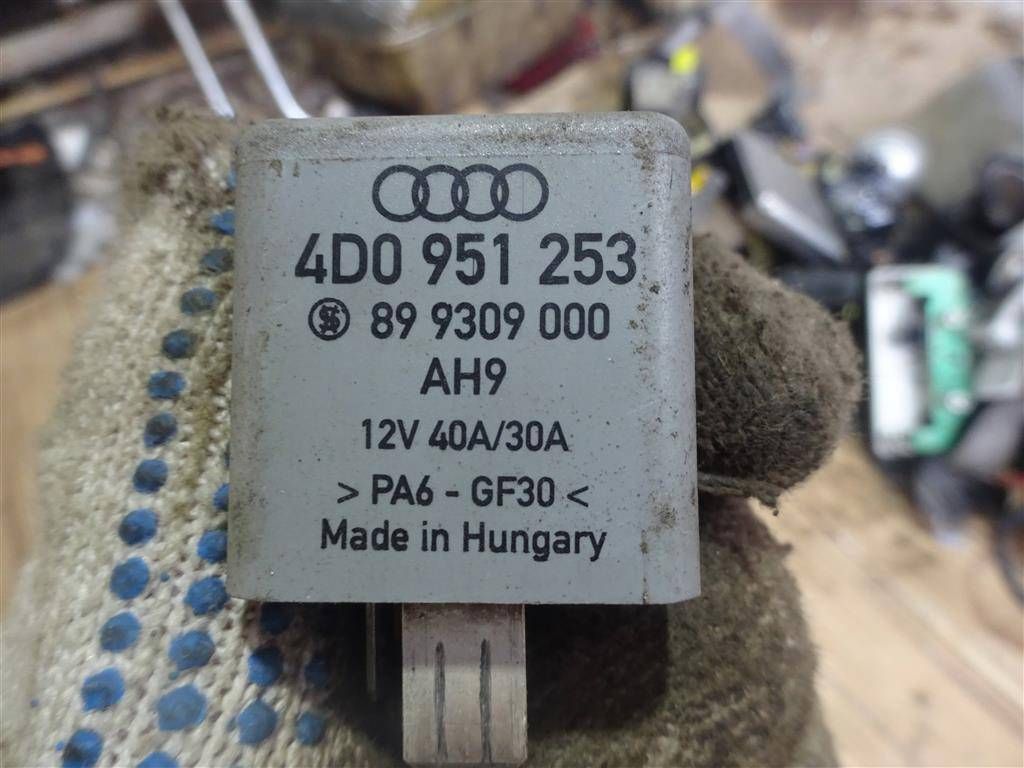 4D0 951 253
89 9309 000
AH9
12V 40A/30A
> PA6 - GF30 <
Made in Hungary